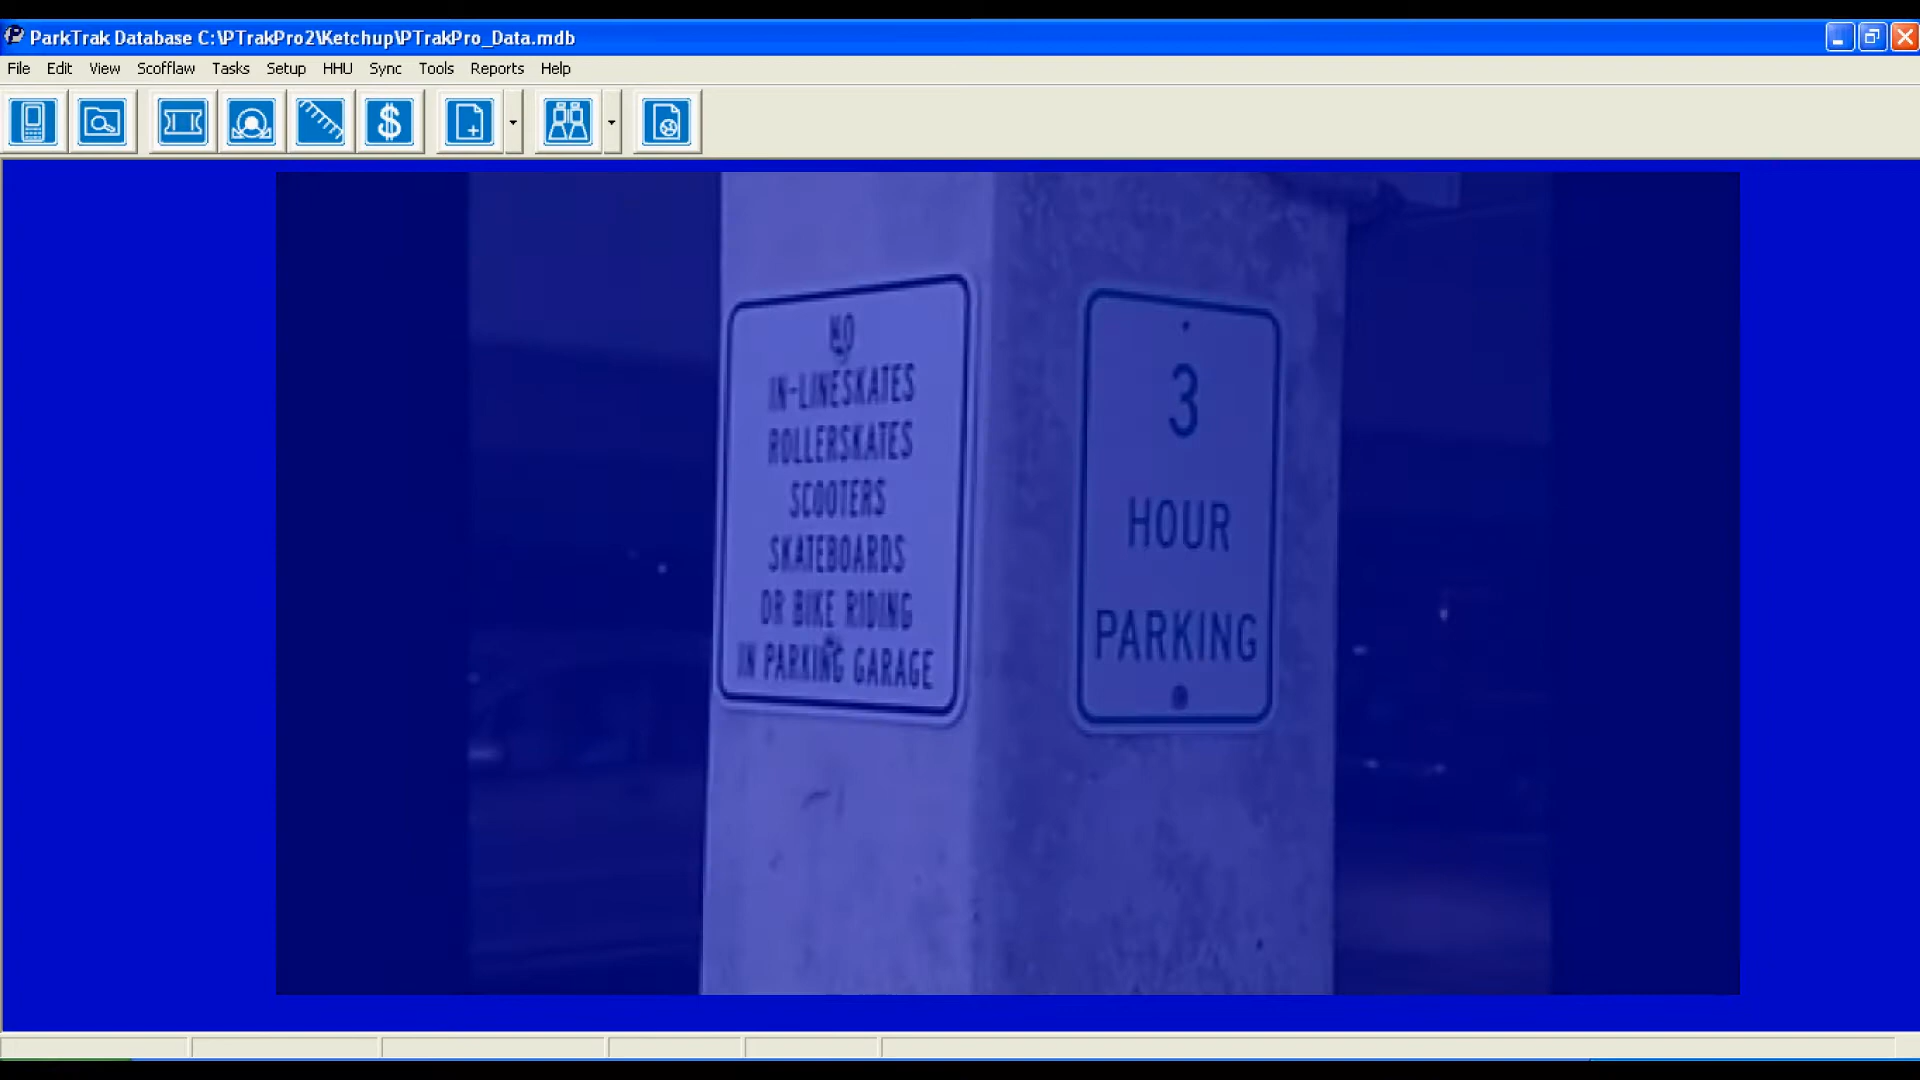 ParkTrak Database C:\PTrakPro2\Ketchup\PTrakPro_Data.mdb
File Edit View Scofflaw Tasks Setup HHU Sync Tools Reports Help
NO
IN-LINESKATES
ROLLERSKATES
SCOOTERS
SKATEBOARDS
OR BIKE RIDING
IN PARKING GARAGE
3
HOUR
PARKING